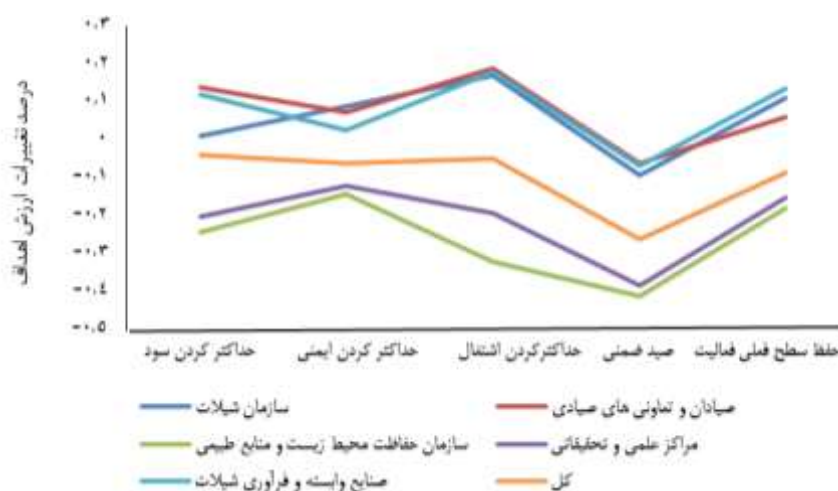 درصد تغییرات ارزش اهداف
۰.۳
۰.۲
۰.۱
۰
-۰.۱
-۰.۲
-۰.۳
-۰.۴
-۰.۵
حداکثر کردن سود حداکثر کردن ایمنی حداکثرکردن اشتغال صید ضمنی حفظ سطح فعلی فعالیت
سازمان شیلات صیادان و تعاونی های صیادی
سازمان حفاظت محیط زیست و منابع طبیعی مراکز علمی و تحقیقاتی
صنایع وابسته و فرآوری شیلات کل